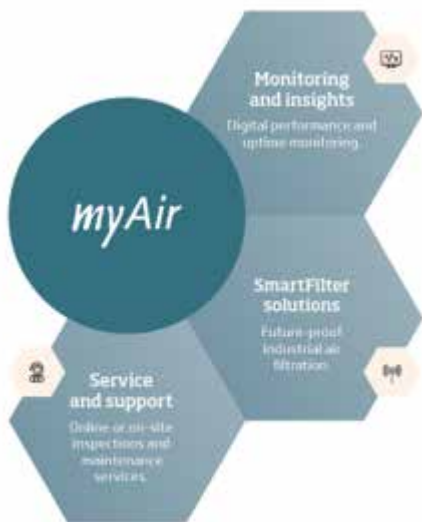 myAir
Monitoring
and insights
Digital performance and
uptime monitoring.
SmartFilter
solutions
Future-proof
industrial air
filtration.
Service
and support
Online or on-site
inspections and
maintenance
services.